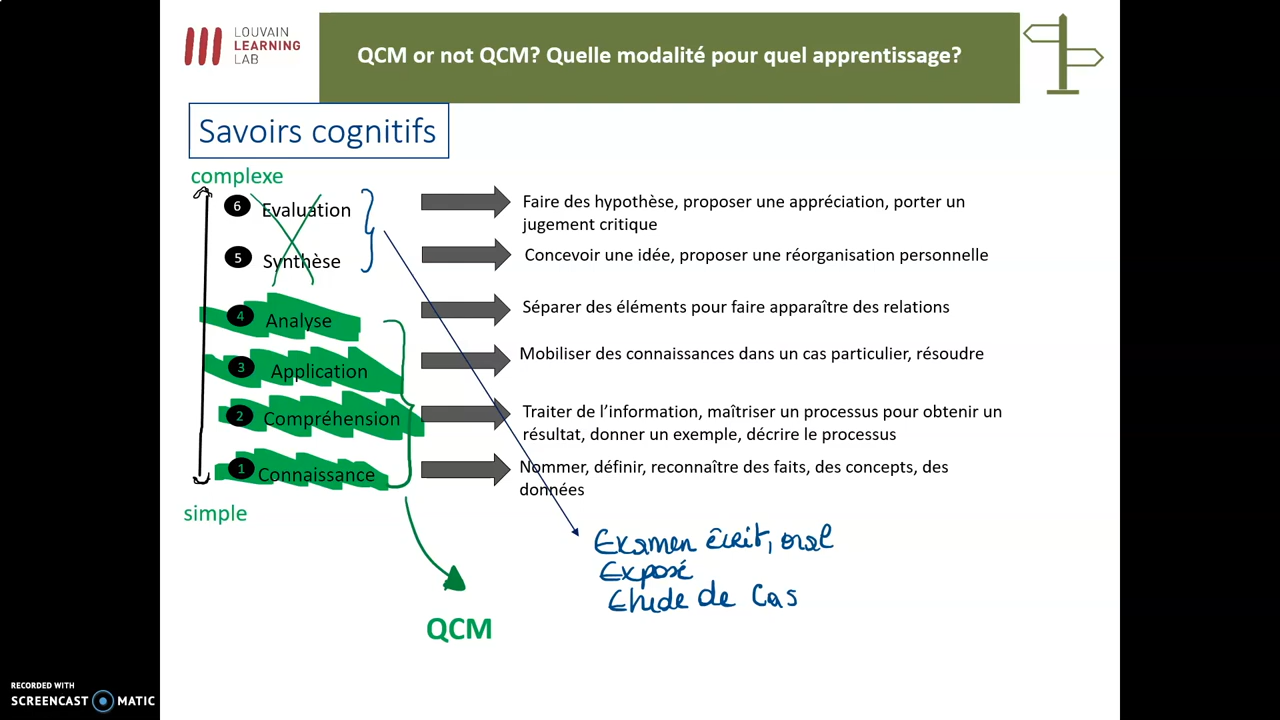 LOUVAIN
LEARNING
LAB
QCM or not QCM? Quelle modalité pour quel apprentissage?
Savoirs cognitifs
complexe
6 Evaluation
Faire des hypothèse, proposer une appréciation, porter un
jugement critique
5 Synthèse
Concevoir une idée, proposer une réorganisation personnelle
4 Analyse
Séparer des éléments pour faire apparaître des relations
3 Application
Mobiliser des connaissances dans un cas particulier, résoudre
2 Compréhension
Traiter de l’information, maîtriser un processus pour obtenir un
résultat, donner un exemple, décrire le processus
1 Connaissance
Nommer, définir, reconnaître des faits, des concepts, des
données
simple
Examen écrit, oral
Exposé
Etude de Cas
QCM
RECORDED WITH
SCREENCAST MATIC